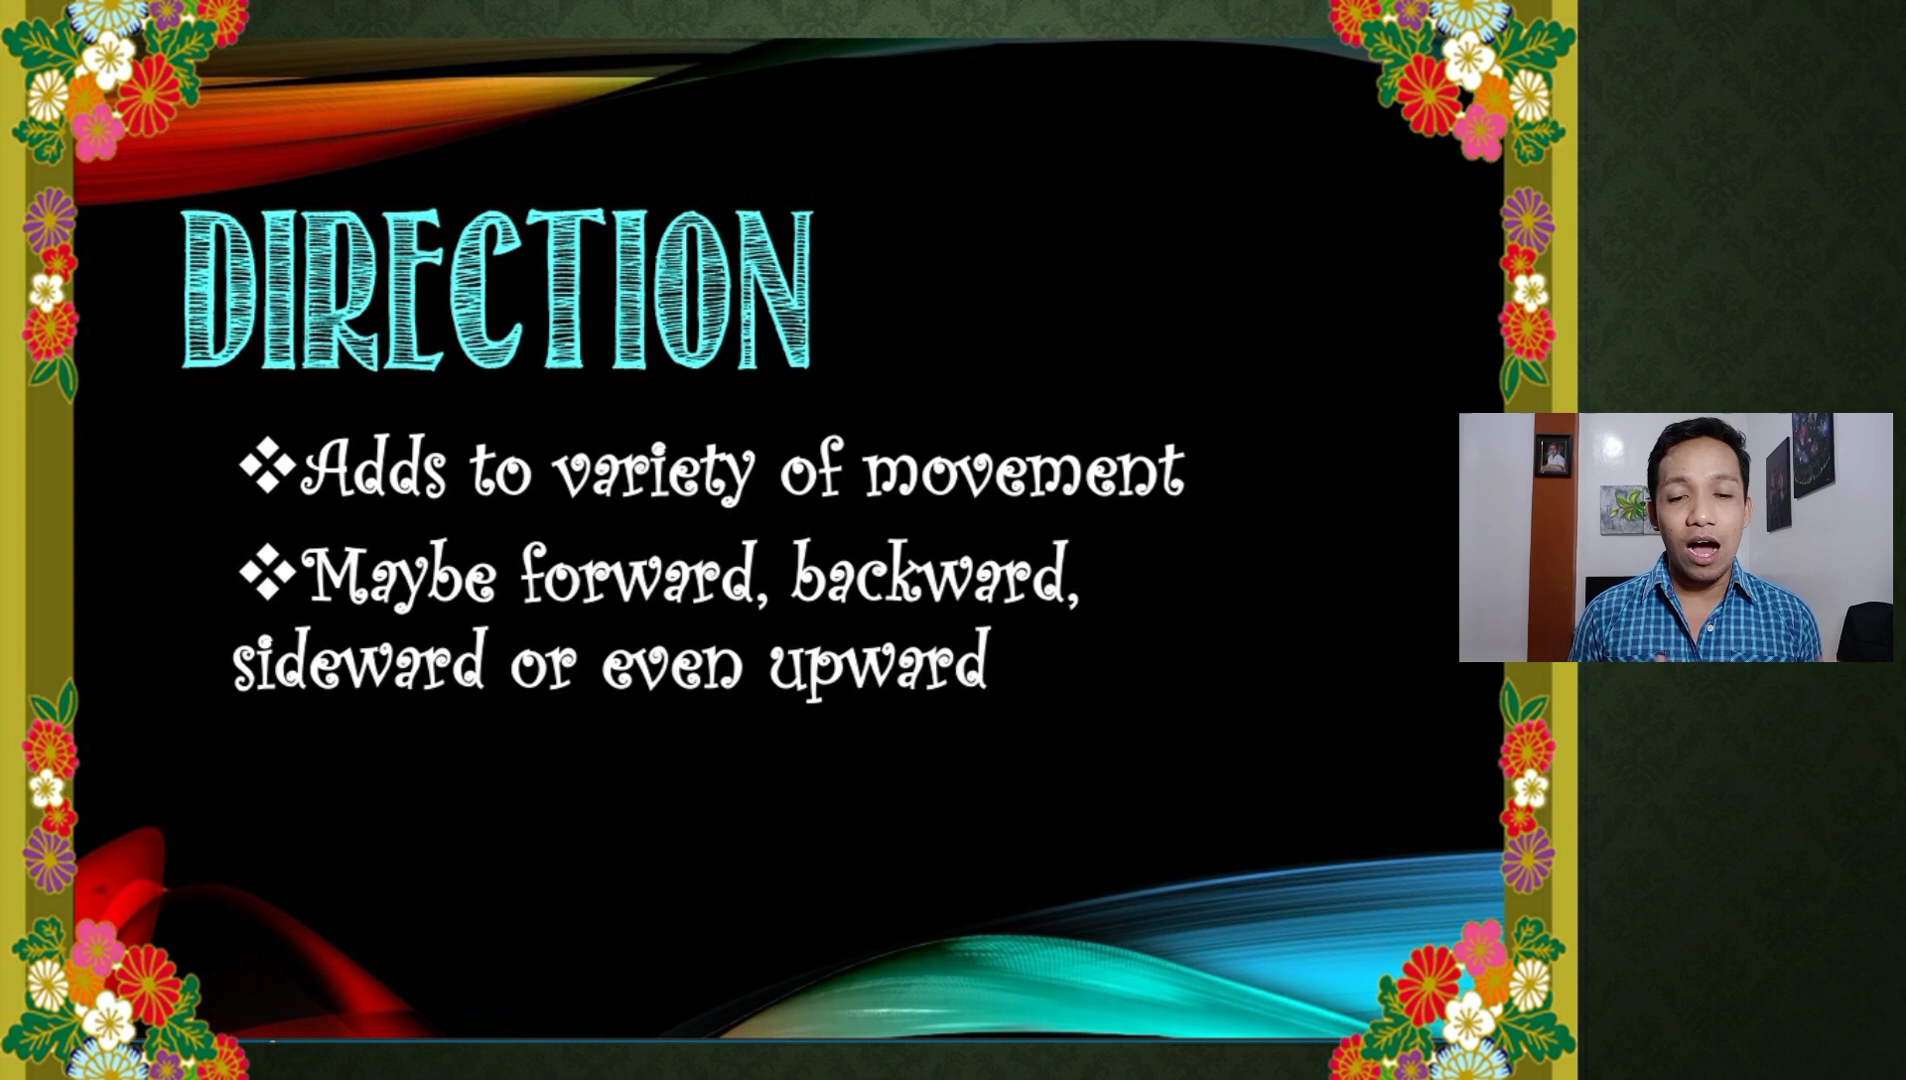 DIRECTION
❖Adds to variety of movement
❖Maybe forward, backward,
sideward or even upward